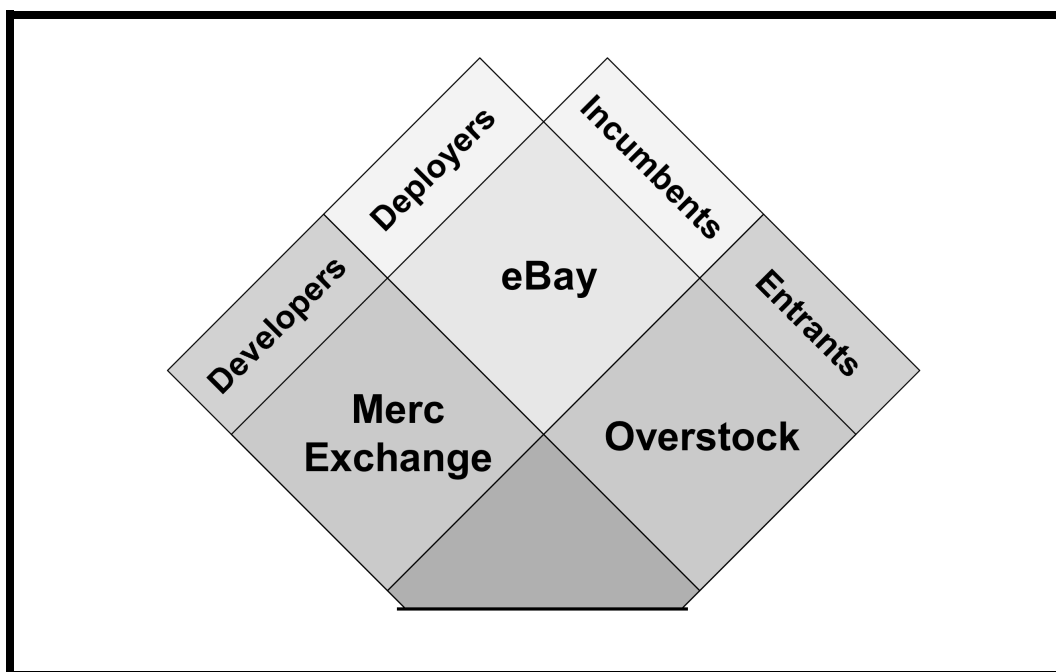 Deployers
Incumbents
Developers
eBay
Entrants
Merc
Exchange
Overstock